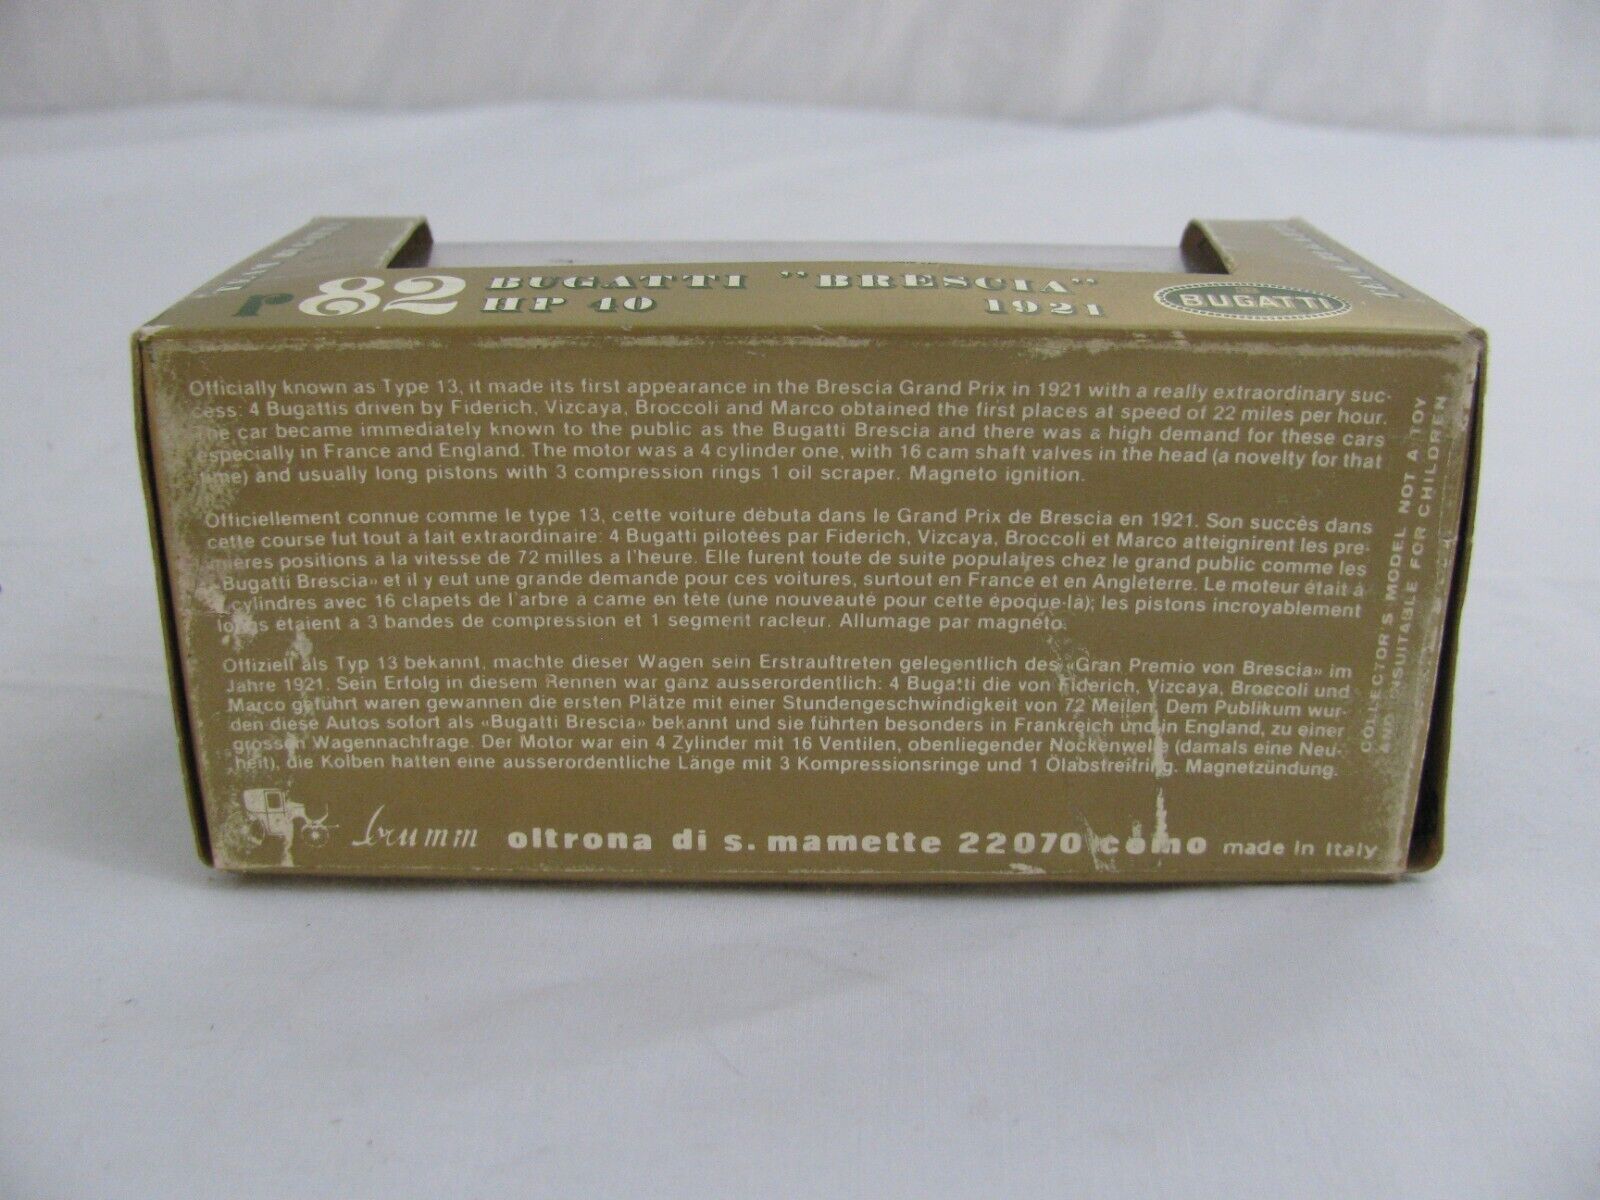 r82
BUGATTI "BRESCIA"
HP 40 1921
BUGATTI
Officially known as Type 13, it made its first appearance in the Brescia Grand Prix in 1921 with a really extraordinary suc-
cess: 4 Bugattis driven by Fiderich, Vizcaya, Broccoli and Marco obtained the first places at speed of 22 miles per hour.
The car became immediately known to the public as the Bugatti Brescia and there was a high demand for these cars
especially in France and England. The motor was a 4 cylinder one, with 16 cam shaft valves in the head (a novelty for that
time) and usually long pistons with 3 compression rings 1 oil scraper. Magneto ignition.
Officiellement connue comme le type 13, cette voiture débuta dans le Grand Prix de Brescia en 1921. Son succès dans
cette course fut tout a fait extraordinaire: 4 Bugatti pilotées par Fiderich, Vizcaya, Broccoli et Marco atteignirent les pre-
mières positions a la vitesse de 72 milles a l'heure. Elle furent toute de suite populaires chez le grand public comme les
«Bugatti Brescia» et il y eut une grande demande pour ces voitures, surtout en France et en Angleterre. Le moteur était à
cylindres avec 16 clapets de l'arbre à came en tête (une nouveauté pour cette époque-là); les pistons incroyablement
longs étaient à 3 bandes de compression et 1 segment racleur. Allumage par magnéto.
Offiziell als Typ 13 bekannt, machte dieser Wagen sein Erstrauftreten gelegentlich des «Gran Premio von Brescia» im
Jahre 1921. Sein Erfolg in diesem Rennen war ganz ausserordentlich: 4 Bugatti die von Fiderich, Vizcaya, Broccoli und
Marco geführt waren gewannen die ersten Plätze mit einer Stundengeschwindigkeit von 72 Meilen. Dem Publikum wur-
den diese Autos sofort als «Bugatti Brescia» bekannt und sie führten besonders in Frankreich und in England, zu einer
grossen Wagennachfrage. Der Motor war ein 4 Zylinder mit 16 Ventilen, obenliegender Nockenwelle (damals eine Neu-
heit), die Kolben hatten eine ausserordentliche Länge mit 3 Kompressionsringe und 1 Ölabstreifring. Magnetzündung.
COLLECTOR'S MODEL NOT A TOY
AND UNSUITABLE FOR CHILDREN
brumm oltrona di s. mamette 22070 como made in Italy